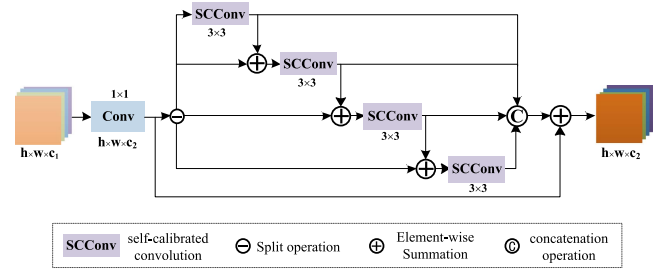 SCConv
3×3
SCConv
3×3
1×1
Conv
h×w×c₁
h×w×c₂
SCConv
3×3
SCConv
3×3
C
h×w×c₂
SCConv
self-calibrated
convolution
Split operation
Element-wise
Summation
C
concatenation
operation